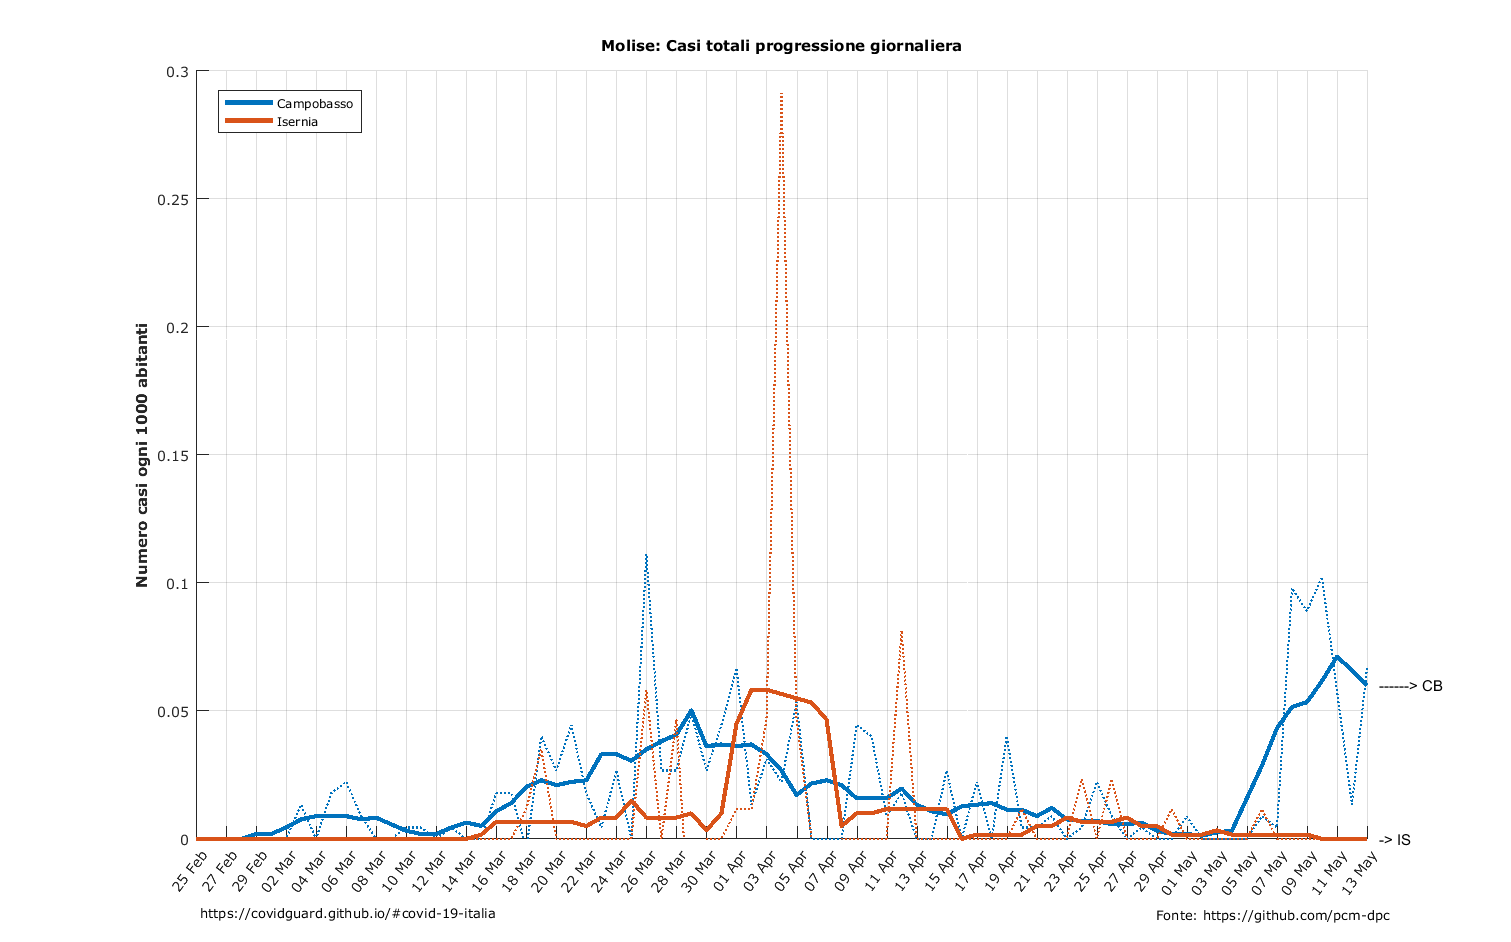 Molise: Casi totali progressione giornaliera
Campobasso
Isernia
Numero casi ogni 1000 abitanti
0.3
0.25
0.2
0.15
0.1
0.05
0
------> CB
-> IS
25 Feb
27 Feb
29 Feb
02 Mar
04 Mar
06 Mar
08 Mar
10 Mar
12 Mar
14 Mar
16 Mar
18 Mar
20 Mar
22 Mar
24 Mar
26 Mar
28 Mar
30 Mar
01 Apr
03 Apr
05 Apr
07 Apr
09 Apr
11 Apr
13 Apr
15 Apr
17 Apr
19 Apr
21 Apr
23 Apr
25 Apr
27 Apr
29 Apr
01 May
03 May
05 May
07 May
09 May
11 May
13 May
https://covidguard.github.io/#covid-19-italia
Fonte: https://github.com/pcm-dpc